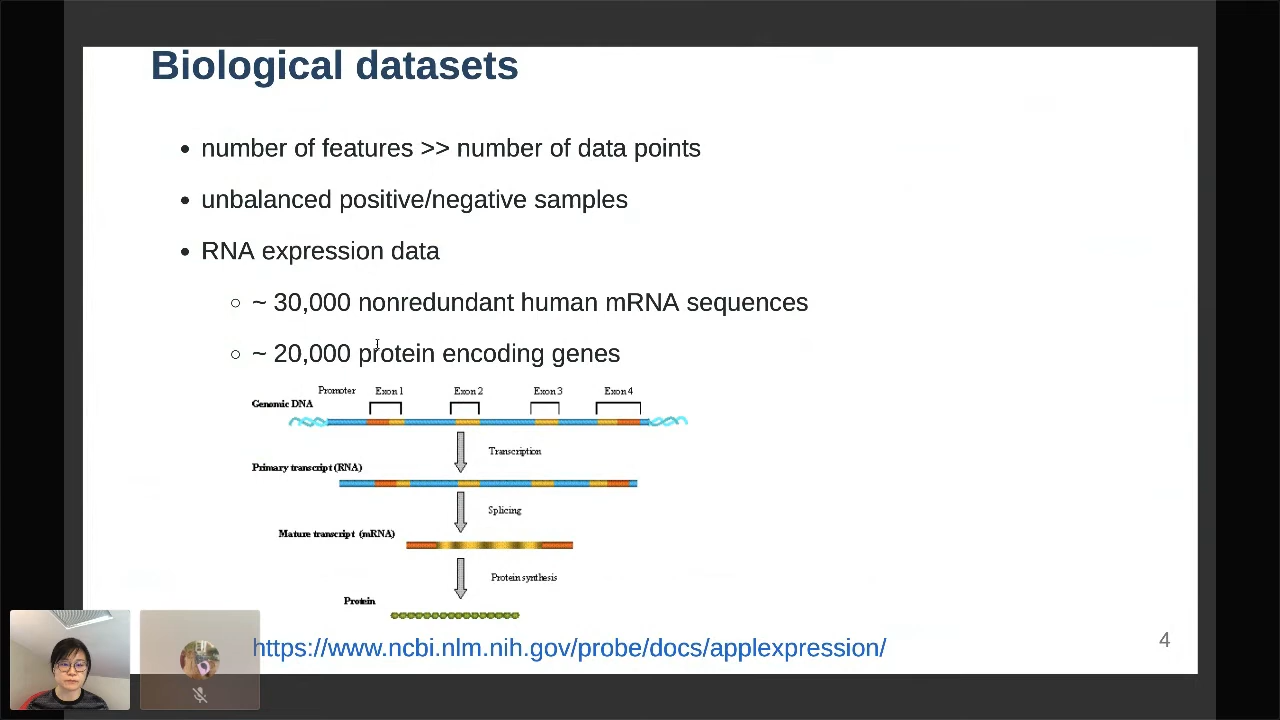 Biological datasets
number of features >> number of data points
unbalanced positive/negative samples
RNA expression data
~ 30,000 nonredundant human mRNA sequences
~ 20,000 protein encoding genes
Promoter Exon 1 Exon 2 Exon 3 Exon 4
Genomic DNA
Transcription
Primary transcript (RNA)
Splicing
Mature transcript (mRNA)
Protein synthesis
Protein
https://www.ncbi.nlm.nih.gov/probe/docs/applexpression/
4